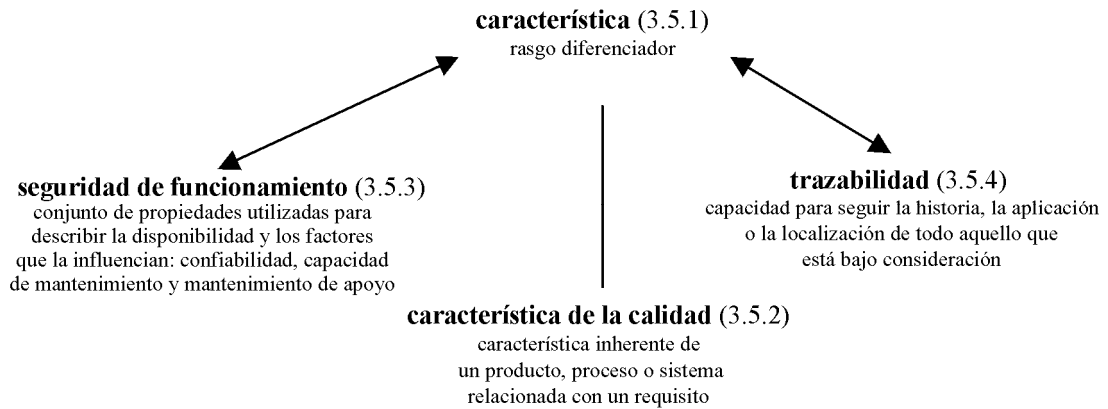 característica (3.5.1)
rasgo diferenciador
seguridad de funcionamiento (3.5.3)
conjunto de propiedades utilizadas para
describir la disponibilidad y los factores
que la influencian: confiabilidad, capacidad
de mantenimiento y mantenimiento de apoyo
trazabilidad (3.5.4)
capacidad para seguir la historia, la aplicación
o la localización de todo aquello que
está bajo consideración
característica de la calidad (3.5.2)
característica inherente de
un producto, proceso o sistema
relacionada con un requisito